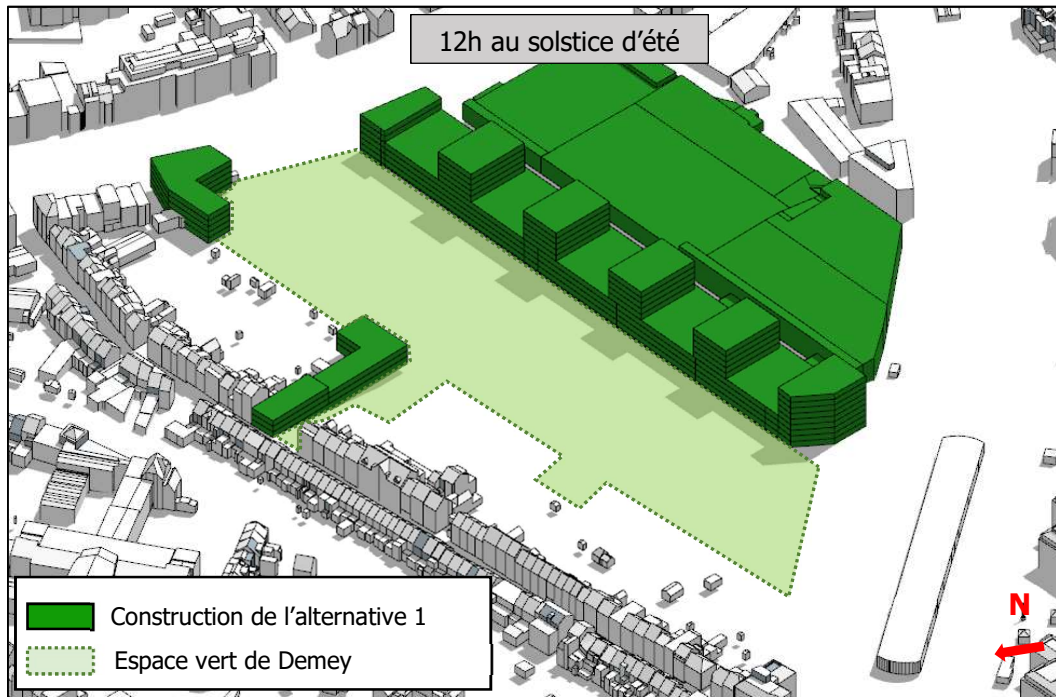 12h au solstice d’été
N
Construction de l’alternative 1
Espace vert de Demey